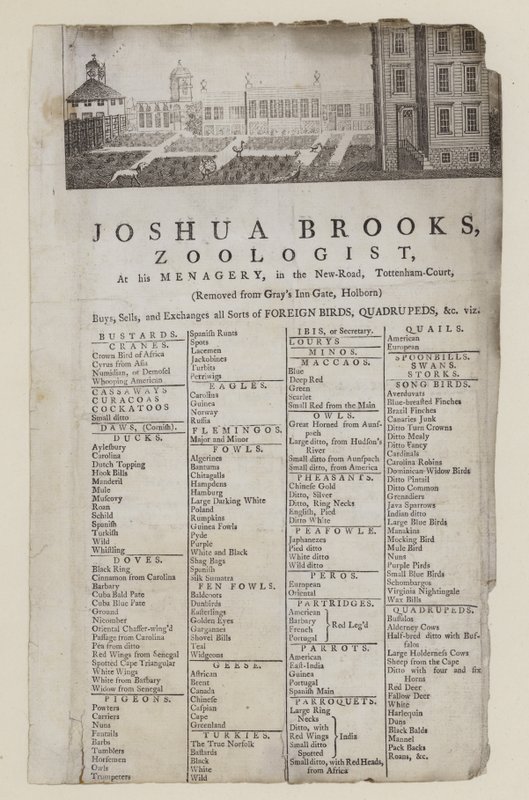 JOSHUA BROOKS,
ZOOLOGIST,
At his MENAGERY, in the New-Road, Tottenham-Court,
(Removed from Gray's Inn Gate, Holborn)
Buys, Sells, and Exchanges all Sorts of FOREIGN BIRDS, QUADRUPEDS, &c. viz.
BUSTARDS.
CRANES.
Crown Bird of Africa
Cyrus from Asia
Numidian, or Demosel
Whooping American
CASSAWAYS
CURACOAS
COCKATOOS
Small ditto
DAWS, (Cornish).
DUCKS.
Aylesbury
Carolina
Dutch Topping
Hook Bills
Manderil
Mule
Muscovy
Roan
Schild
Spanish
Turkish
Wild
Whistling
DOVES.
Black Ring
Cinnamon from Carolina
Barbary
Cuba Bald Pate
Cuba Blue Pate
Ground
Nicomber
Oriental Chaffer-wing'd
Passage from Carolina
Pea from ditto
Red Wings from Senegal
Spotted Cape Triangular
White Wings
White from Barbary
Widow from Senegal
PIGEONS.
Powters
Carriers
Nuns
Fantails
Barbs
Tumblers
Horsemen
Owls
Trumpeters
Spanish Runts
Spots
Lacemen
Jackobines
Turbits
Perriwigs
EAGLES.
Carolina
Guinea
Norway
Russia
FLEMINGOS.
Major and Minor
FOWLS.
Algerines
Bantums
Chitagalls
Hampdens
Hamburg
Large Darking White
Poland
Rumpkins
Guinea Fowls
Pyde
Purple
White and Black
Shag Bags
Spanish
Silk Sumatra
FEN FOWLS.
Baldcoots
Dunbirds
Easterlings
Golden Eyes
Gargannet
Shovel Bills
Teal
Widgeons
GEESE.
African
Brent
Canada
Chinese
Caspian
Cape
Greenland
TURKIES.
The True Norfolk
Bastards
Black
White
Wild
IBIS, or Secretary.
LOURYS
MINOS.
MACCAOS.
Blue
Deep Red
Green
Scarlet
Small Red from the Main
OWLS.
Great Horned from Aunspach
Large ditto, from Hudson's
River
Small ditto from Aunspach
Small ditto, from America
PHEASANTS.
Chinese Gold
Ditto, Silver
Ditto, Ring Necks
English, Pied
Ditto White
PEAFOWLE.
Japhanezes
Pied ditto
White ditto
Wild ditto
PEROS.
European
Oriental
PARTRIDGES.
American
Barbary
French
Portugal
Red Leg'd
PARROTS.
American
East-India
Guinea
Portugal
Spanish Main
PARROQUETS.
Large Ring
Necks
Ditto, with
Red Wings
Small ditto
Spotted
India
Small ditto, with Red Heads,
from Africa
QUAILS.
American
European
SPOONBILLS.
SWANS.
STORKS.
SONG BIRDS.
Averduvats
Blue-breasted Finches
Brazil Finches
Canaries Junk
Ditto Turn Crowns
Ditto Mealy
Ditto Fancy
Cardinals
Carolina Robins
Dominican Widow Birds
Ditto Pintail
Ditto Common
Grenadiers
Java Sparrows
Indian ditto
Large Blue Birds
Manakins
Mocking Bird
Mule Bird
Nuns
Purple Pirds
Small Blue Birds
Schomburgos
Virginia Nightingale
Wax Bills
QUADRUPEDS.
Buffalos
Alderney Cows
Half-bred ditto with Buffalos
Large Holderness Cows
Sheep from the Cape
Ditto with four and six
Horns
Red Deer
Fallow Deer
White
Harlequin
Duns
Black Balds
Mannel
Pack Backs
Roans, &c.